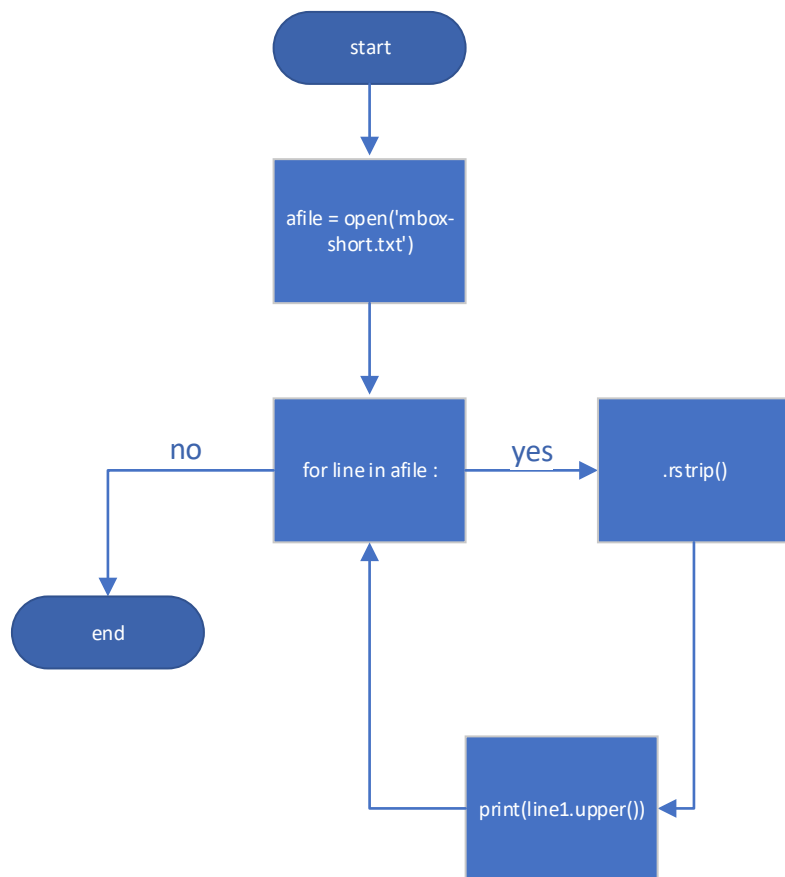 start
afile = open('mbox-
short.txt')
for line in afile :
no
yes
.rstrip()
end
print(line1.upper())